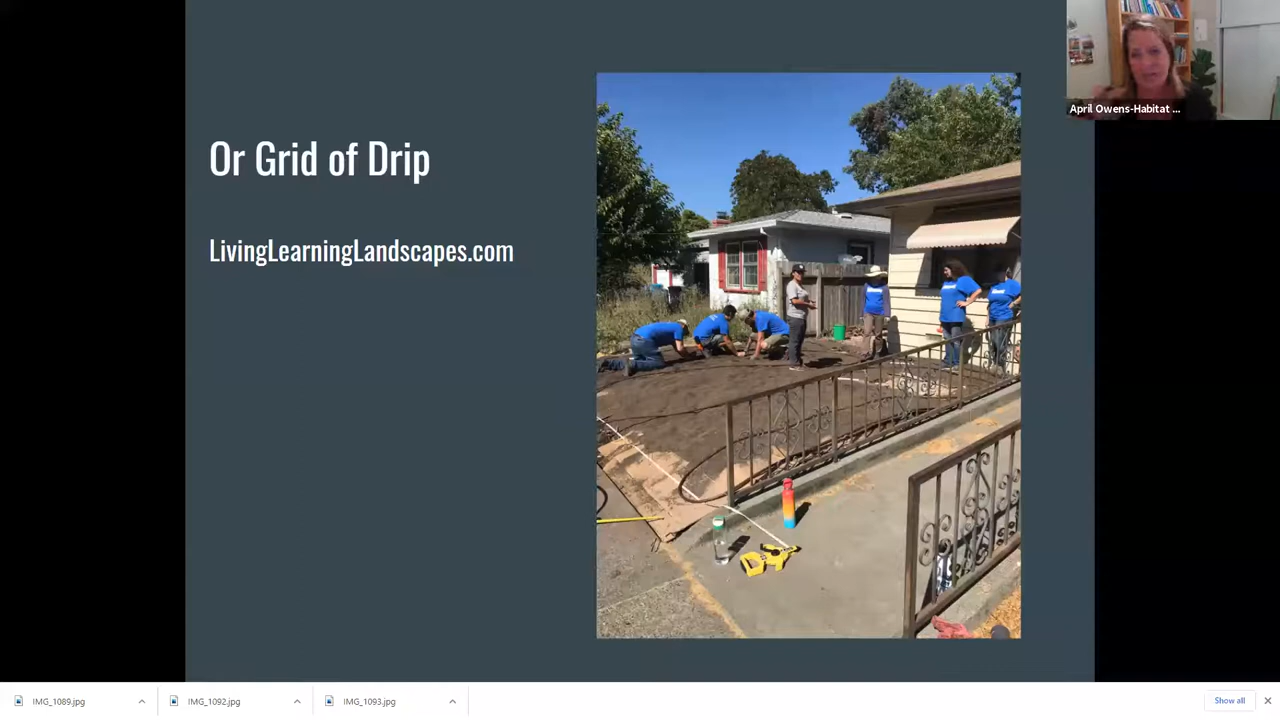 Or Grid of Drip
LivingLearningLandscapes.com
April Owens-Habitat ...
IMG_1089.jpg
IMG_1092.jpg
IMG_1093.jpg
Show all